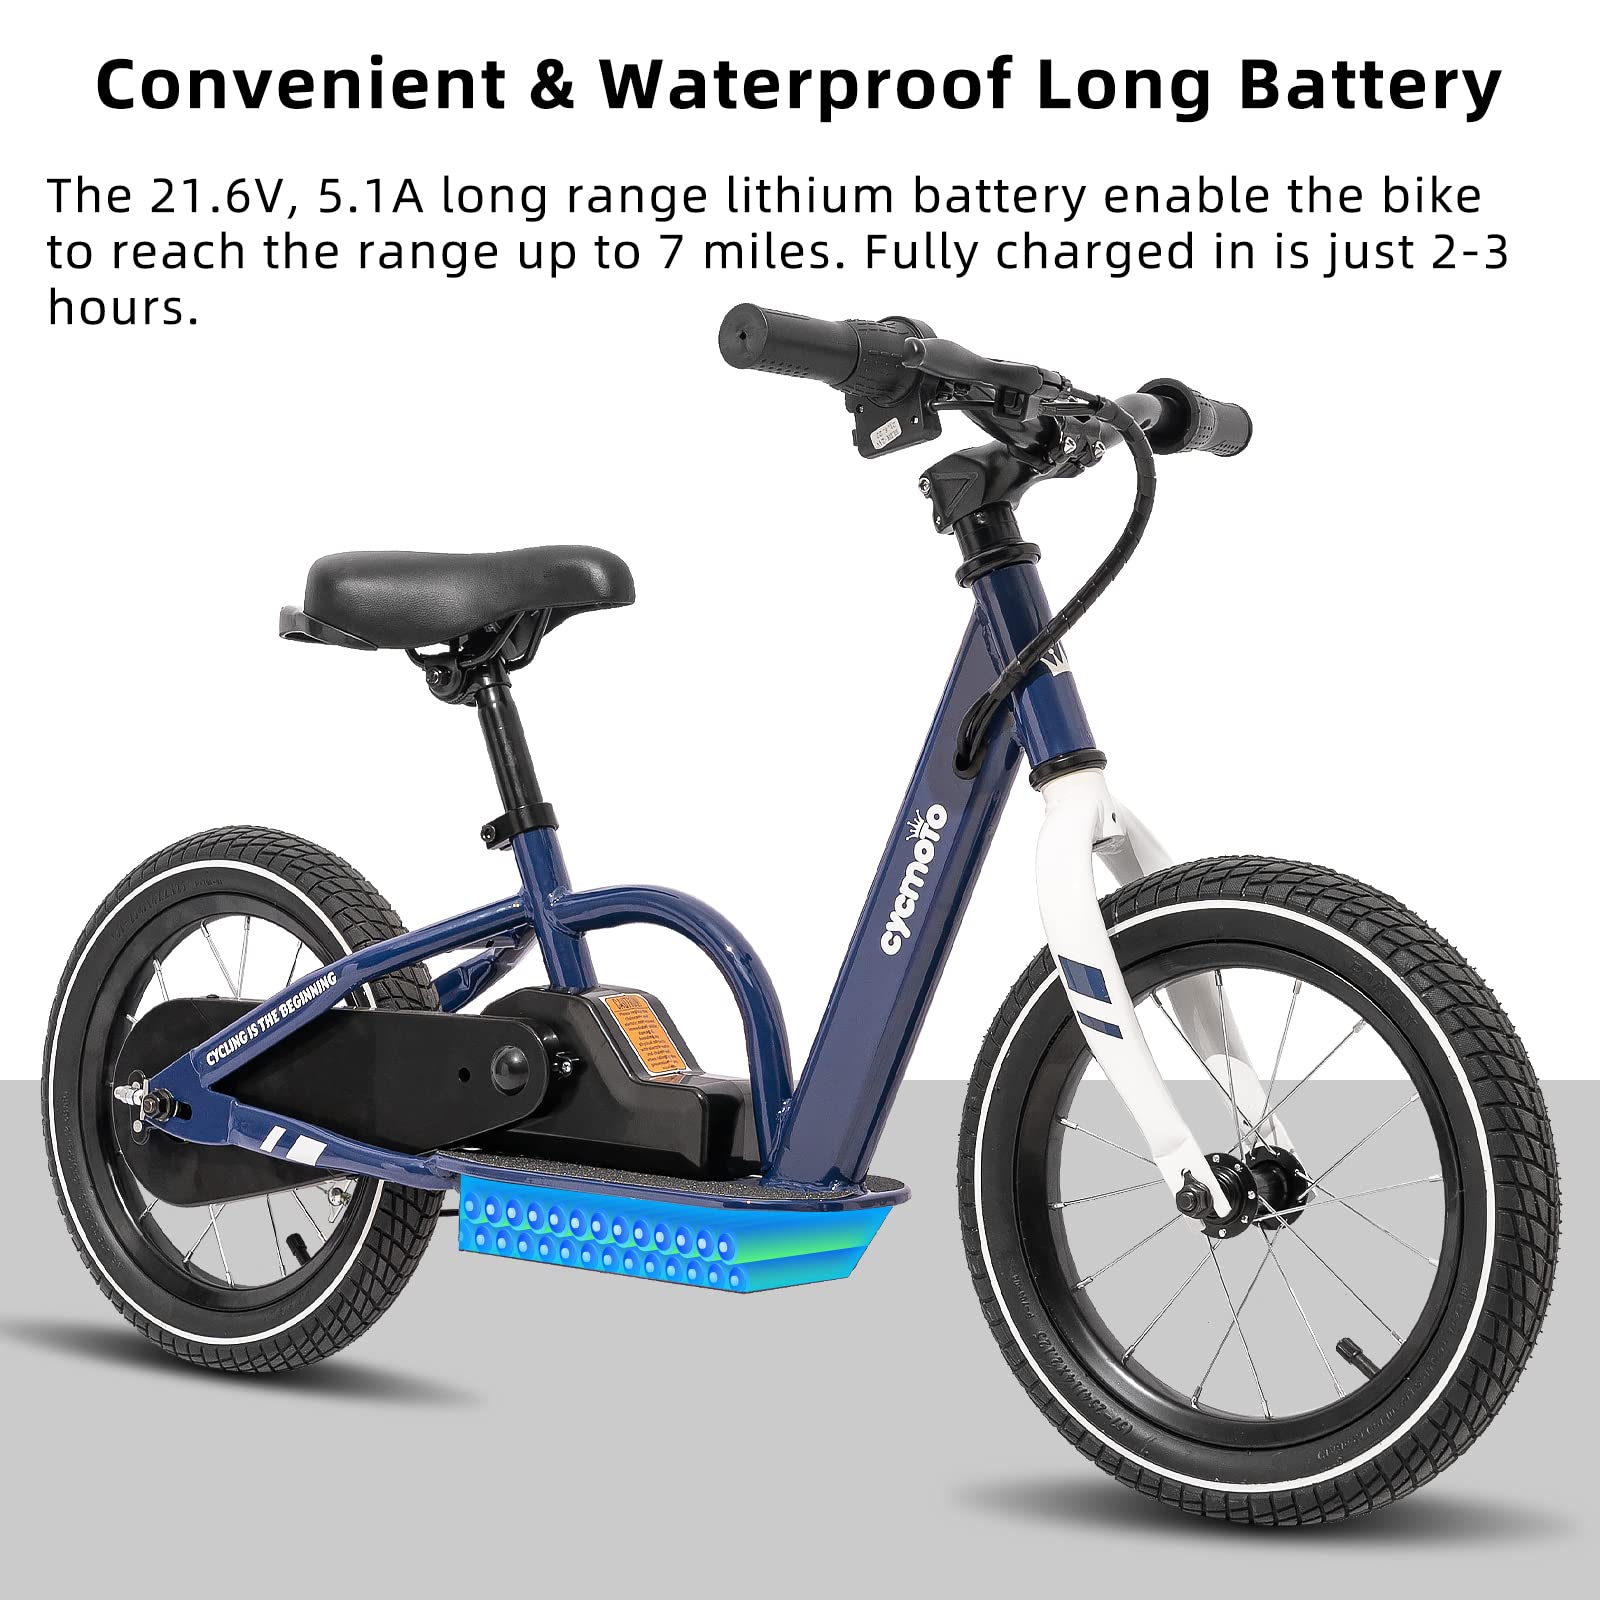 Convenient & Waterproof Long Battery
The 21.6V, 5.1A long range lithium battery enable the bike
to reach the range up to 7 miles. Fully charged in is just 2-3
hours.
cycmoto
CYCLING IS THE BEGINNING
CAUTION